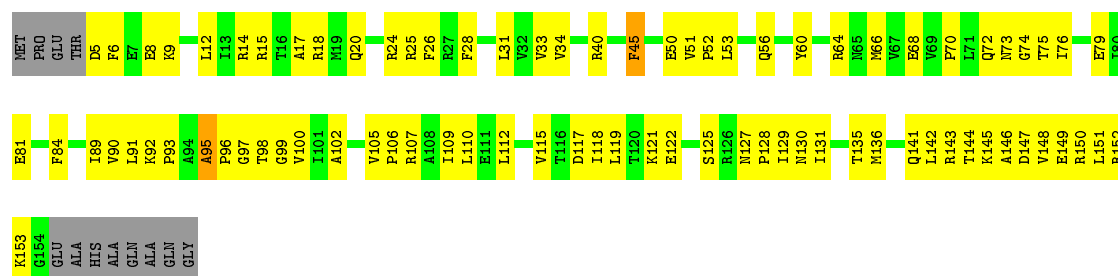 MET PRO GLU THR D5 F6 E7 E8 K9 L12 I13 R14 R15 T16 A17 R18 M19 Q20 R24 R25 F26 R27 F28 L31 V32 V33 V34 R40 F45 E50 V51 P52 L53 Q56 Y60 R64 N65 M66 V67 E68 V69 P70 L71 Q72 N73 G74 T75 I76 E79
E81 F84 I89 V90 L91 K92 P93 A94 A95 P96 G97 T98 G99 V100 I101 A102 V105 P106 R107 A108 I109 L110 E111 L112 V115 T116 D117 I118 L119 T120 K121 E122 S125 R126 N127 P128 I129 N130 I131 T135 M136 Q141 L142 R143 T144 K145 A146 D147 V148 E149 R150 L151
K153 G154 GLU ALA HIS ALA GLN ALA GLN GLY